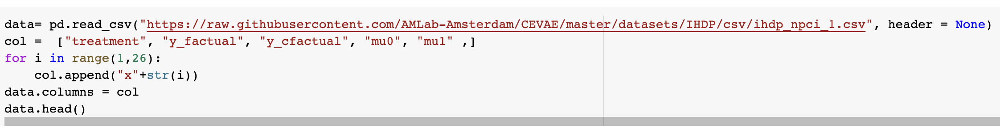 data= pd.read_csv("https://raw.githubusercontent.com/AMLab-Amsterdam/CEVAE/master/datasets/IHDP/csv/ihdp_npci_1.csv", header = None)
col =  ["treatment", "y_factual", "y_cfactual", "mu0", "mu1" ,]
for i in range(1,26):
    col.append("x"+str(i))
data.columns = col
data.head()